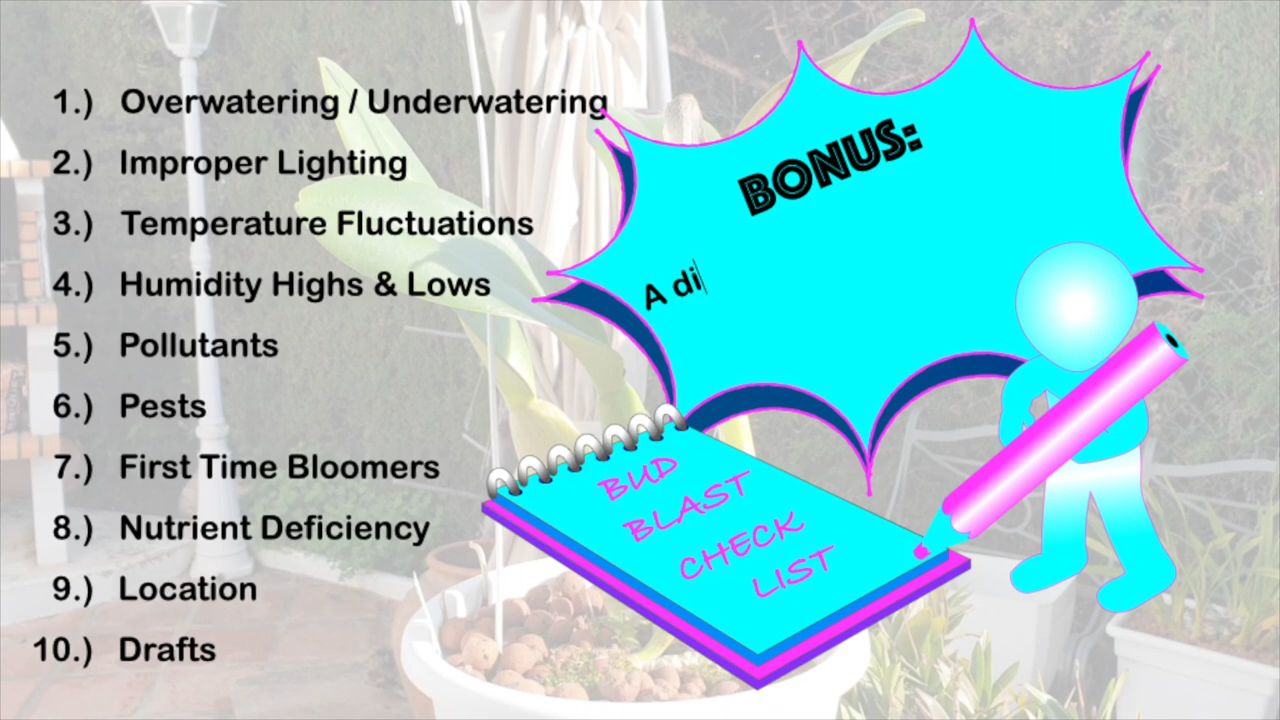 1.) Overwatering / Underwatering
2.) Improper Lighting
3.) Temperature Fluctuations
4.) Humidity Highs & Lows
5.) Pollutants
6.) Pests
7.) First Time Bloomers
8.) Nutrient Deficiency
9.) Location
10.) Drafts
BONUS:
A di
BUD
BLAST
CHECK
LIST